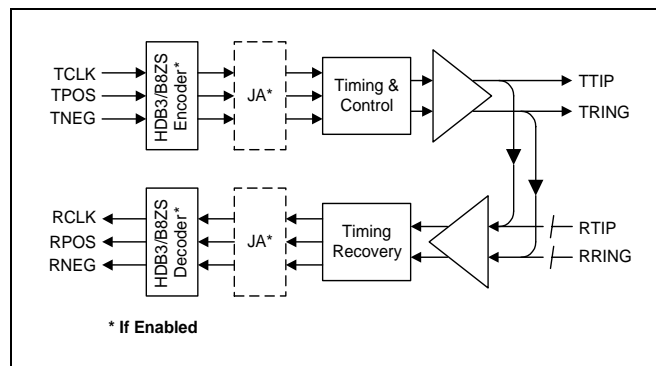 TCLK
TPOS
TNEG
HDB3/B8ZS
Encoder*
JA*
Timing &
Control
TTIP
TRING
RCLK
RPOS
RNEG
HDB3/B8ZS
Decoder*
JA*
Timing
Recovery
RTIP
RRING
* If Enabled